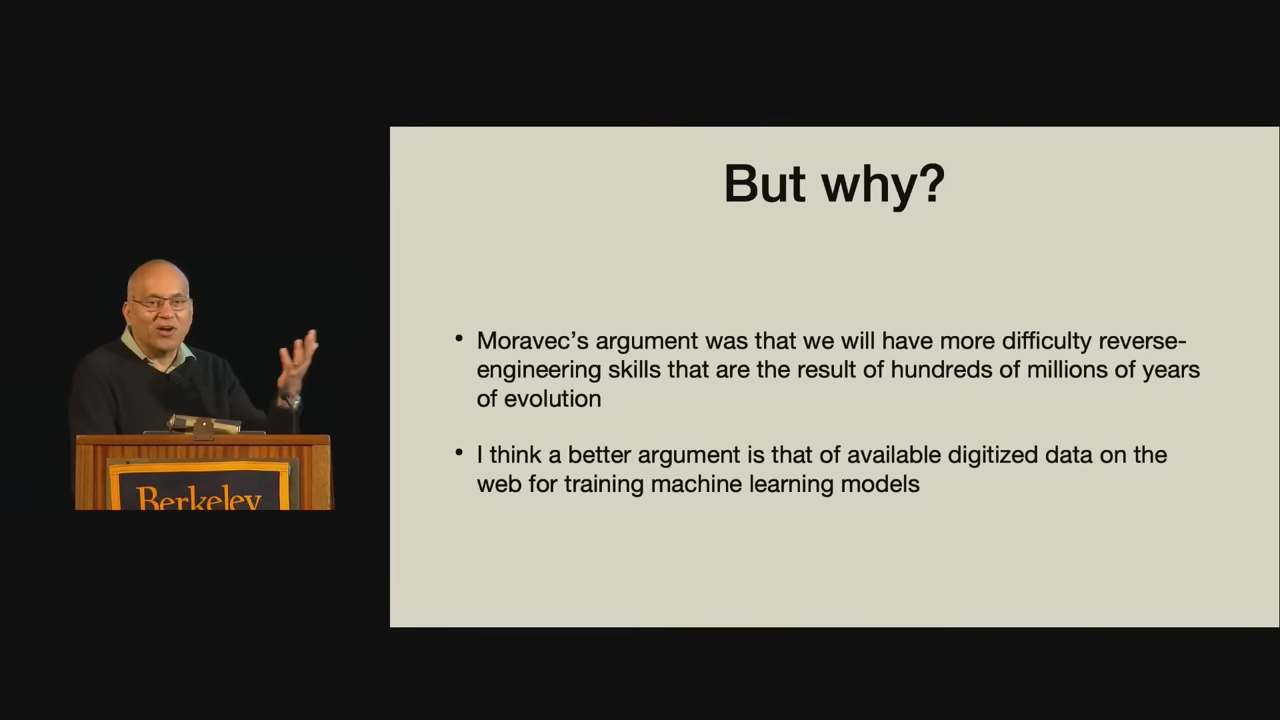 But why?
• Moravec's argument was that we will have more difficulty reverse-
engineering skills that are the result of hundreds of millions of years
of evolution
• I think a better argument is that of available digitized data on the
web for training machine learning models
Berkeley